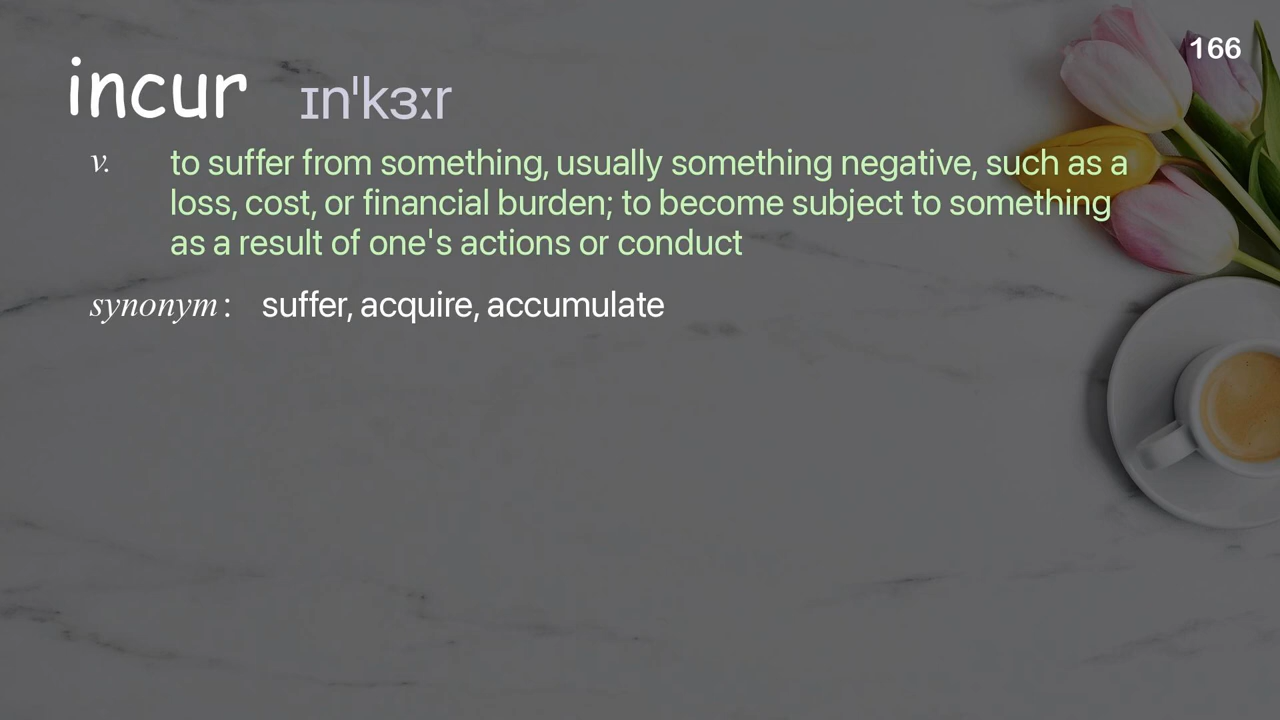 166
incur ɪnˈkɜːr
v. to suffer from something, usually something negative, such as a
loss, cost, or financial burden; to become subject to something
as a result of one's actions or conduct
synonym: suffer, acquire, accumulate